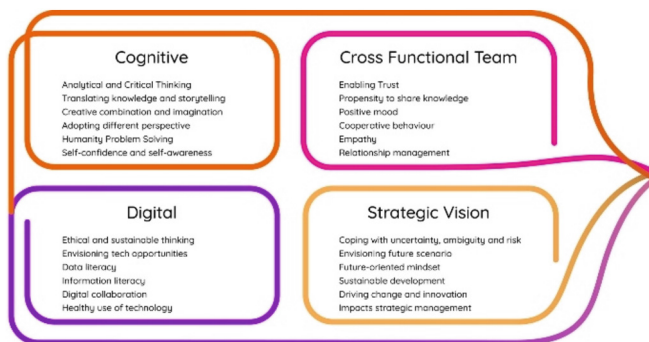 Cognitive
Analytical and Critical Thinking
Translating knowledge and storytelling
Creative combination and imagination
Adopting different perspective
Humanity Problem Solving
Self-confidence and self-awareness
Cross Functional Team
Enabling Trust
Propensity to share knowledge
Positive mood
Cooperative behaviour
Empathy
Relationship management
Digital
Ethical and sustainable thinking
Envisioning tech opportunities
Data literacy
Information literacy
Digital collaboration
Healthy use of technology
Strategic Vision
Coping with uncertainty, ambiguity and risk
Envisioning future scenario
Future-oriented mindset
Sustainable development
Driving change and innovation
Impacts strategic management